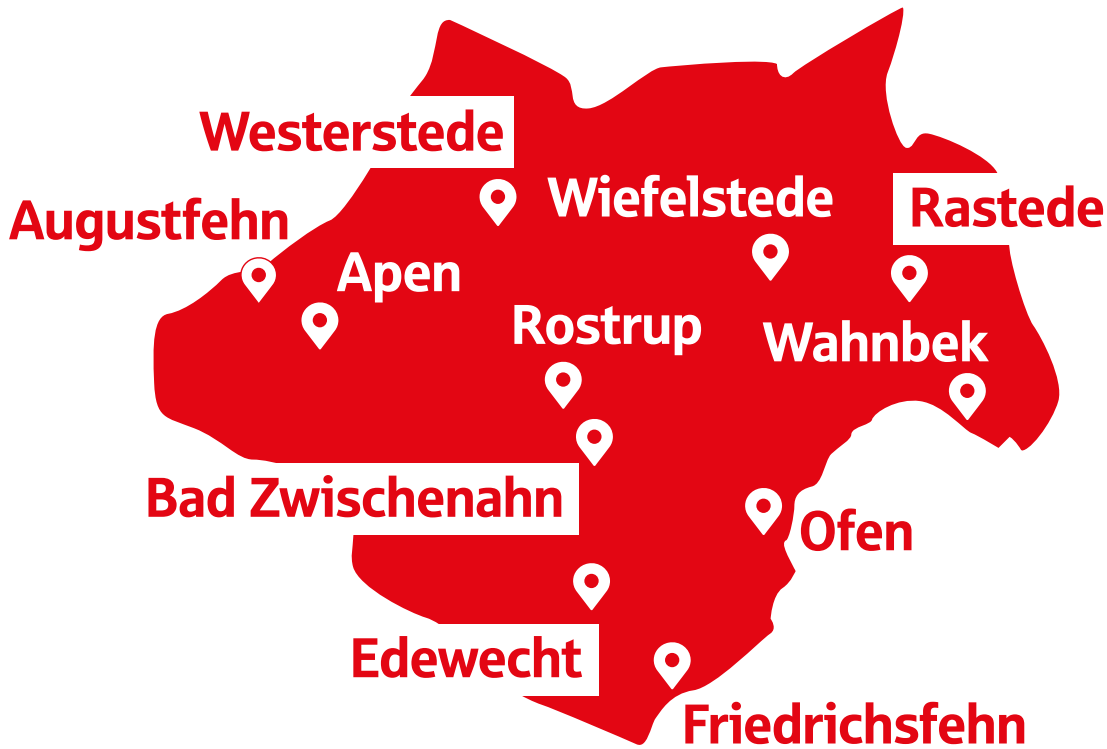 Westerstede
Wiefelstede
Rastede
Augustfehn
Apen
Rostrup
Wahnbek
Bad Zwischenahn
Ofen
Edewecht
Friedrichsfehn